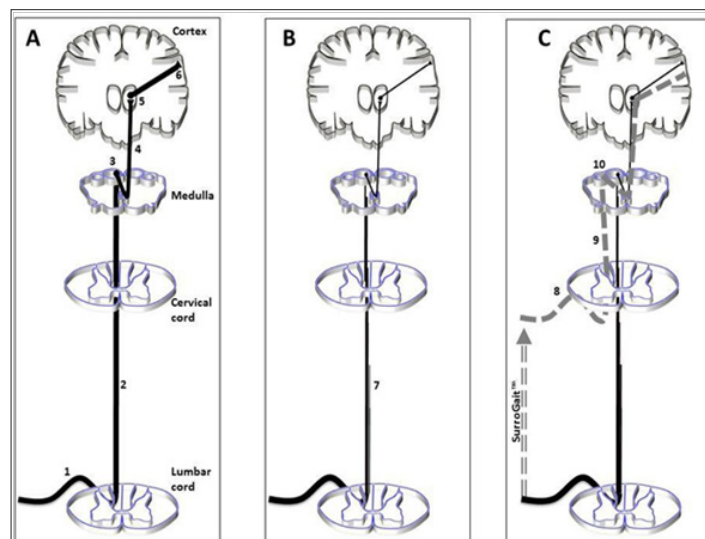 A
Cortex
6
5
4
3
Medulla
Cervical
cord
2
1
Lumbar
cord
B
7
C
10
9
8
SurroGait™